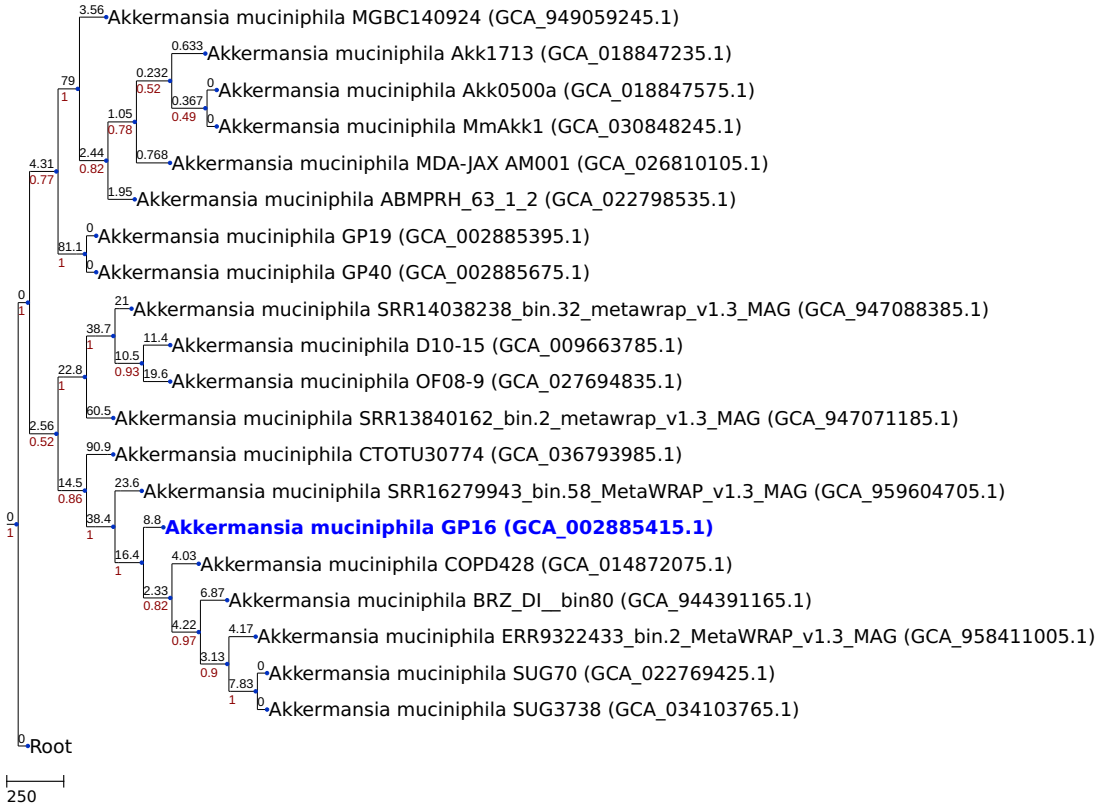 3.56 Akkermansia muciniphila MGBC140924 (GCA_949059245.1)
0.633 Akkermansia muciniphila Akk1713 (GCA_018847235.1)
0.232
0.52
79
1
0 Akkermansia muciniphila Akk0500a (GCA_018847575.1)
0.367
0.49
1.05
0.78
0 Akkermansia muciniphila MmAkk1 (GCA_030848245.1)
2.44
0.82
0.768 Akkermansia muciniphila MDA-JAX AM001 (GCA_026810105.1)
4.31
0.77
1.95 Akkermansia muciniphila ABMPRH_63_1_2 (GCA_022798535.1)
0 Akkermansia muciniphila GP19 (GCA_002885395.1)
81.1
1
0 Akkermansia muciniphila GP40 (GCA_002885675.1)
0
1
21 Akkermansia muciniphila SRR14038238_bin.32_metawrap_v1.3_MAG (GCA_947088385.1)
38.7
1
11.4 Akkermansia muciniphila D10-15 (GCA_009663785.1)
10.5
0.93
19.6 Akkermansia muciniphila OF08-9 (GCA_027694835.1)
22.8
1
60.5 Akkermansia muciniphila SRR13840162_bin.2_metawrap_v1.3_MAG (GCA_947071185.1)
2.56
0.52
90.9 Akkermansia muciniphila CTOTU30774 (GCA_036793985.1)
14.5
0.86
23.6 Akkermansia muciniphila SRR16279943_bin.58_MetaWRAP_v1.3_MAG (GCA_959604705.1)
0
1
38.4
1
8.8 Akkermansia muciniphila GP16 (GCA_002885415.1)
16.4
1
4.03 Akkermansia muciniphila COPD428 (GCA_014872075.1)
2.33
0.82
6.87 Akkermansia muciniphila BRZ_DI__bin80 (GCA_944391165.1)
4.22
0.97
4.17 Akkermansia muciniphila ERR9322433_bin.2_MetaWRAP_v1.3_MAG (GCA_958411005.1)
3.13
0.9
0 Akkermansia muciniphila SUG70 (GCA_022769425.1)
7.83
1
0 Akkermansia muciniphila SUG3738 (GCA_034103765.1)
0 Root
250